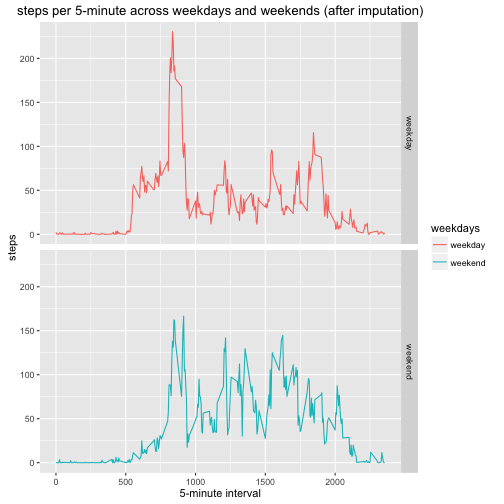 steps per 5-minute across weekdays and weekends (after imputation)
200
150
100
50
0
weekday
200
150
100
50
0
weekend
steps
0
500
1000
1500
2000
5-minute interval
weekdays
weekday
weekend